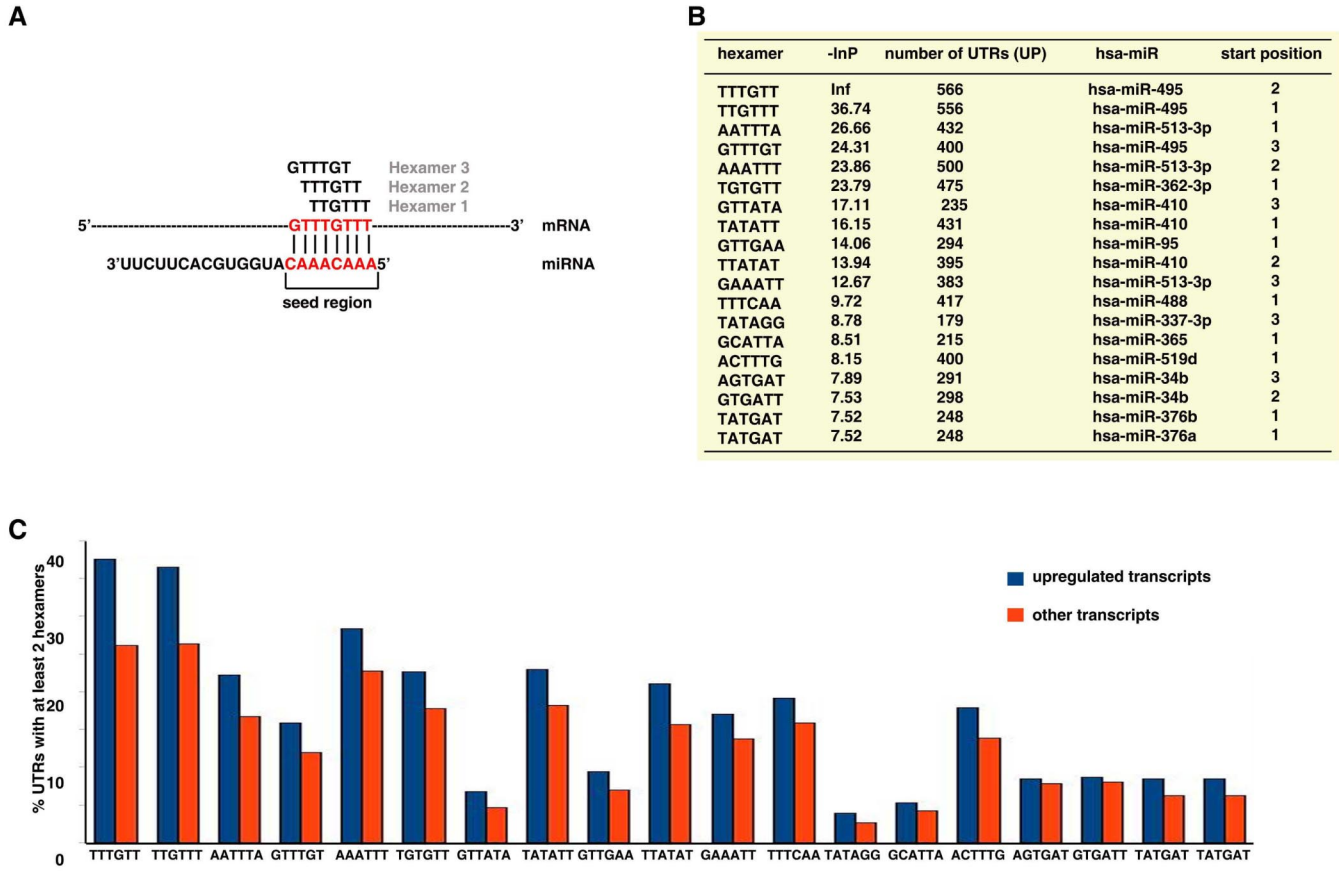 A
GTTTGT Hexamer 3
TTTGTT Hexamer 2
TTGTTT Hexamer 1
5’-----------------------------------GTTTGTTT-------------------------3’ mRNA
3’UUCUUCACGUGGUACAAACAAA5’ miRNA
seed region
B
hexamer -lnP number of UTRs (UP) hsa-miR start position
TTTGTT Inf 566 hsa-miR-495 2
TTGTTT 36.74 556 hsa-miR-495 1
AATTTA 26.66 432 hsa-miR-513-3p 1
GTTTGT 24.31 400 hsa-miR-495 3
AAATTT 23.86 500 hsa-miR-513-3p 2
TGTGTT 23.79 475 hsa-miR-362-3p 1
GTTATA 17.11 235 hsa-miR-410 3
TATATT 16.15 431 hsa-miR-410 1
GTTGAA 14.06 294 hsa-miR-95 1
TTATAT 13.94 395 hsa-miR-410 2
GAAATT 12.67 383 hsa-miR-513-3p 3
TTTCAA 9.72 417 hsa-miR-488 1
TATAGG 8.78 179 hsa-miR-337-3p 3
GCATTA 8.51 215 hsa-miR-365 1
ACTTTG 8.15 400 hsa-miR-519d 1
AGTGAT 7.89 291 hsa-miR-34b 3
GTGATT 7.53 298 hsa-miR-34b 2
TATGAT 7.52 248 hsa-miR-376b 1
TATGAT 7.52 248 hsa-miR-376a 1
C
% UTRs with at least 2 hexamers
40
30
20
10
0
upregulated transcripts
other transcripts
TTTGTT TTGTTT AATTTA GTTTGT AAATTT TGTGTT GTTATA TATATT GTTGAA TTATAT GAAATT TTTCAA TATAGG GCATTA ACTTTG AGTGAT GTGATT TATGAT TATGAT